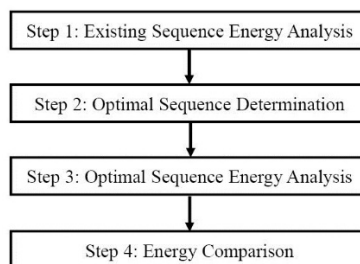 Step 1: Existing Sequence Energy Analysis
Step 2: Optimal Sequence Determination
Step 3: Optimal Sequence Energy Analysis
Step 4: Energy Comparison